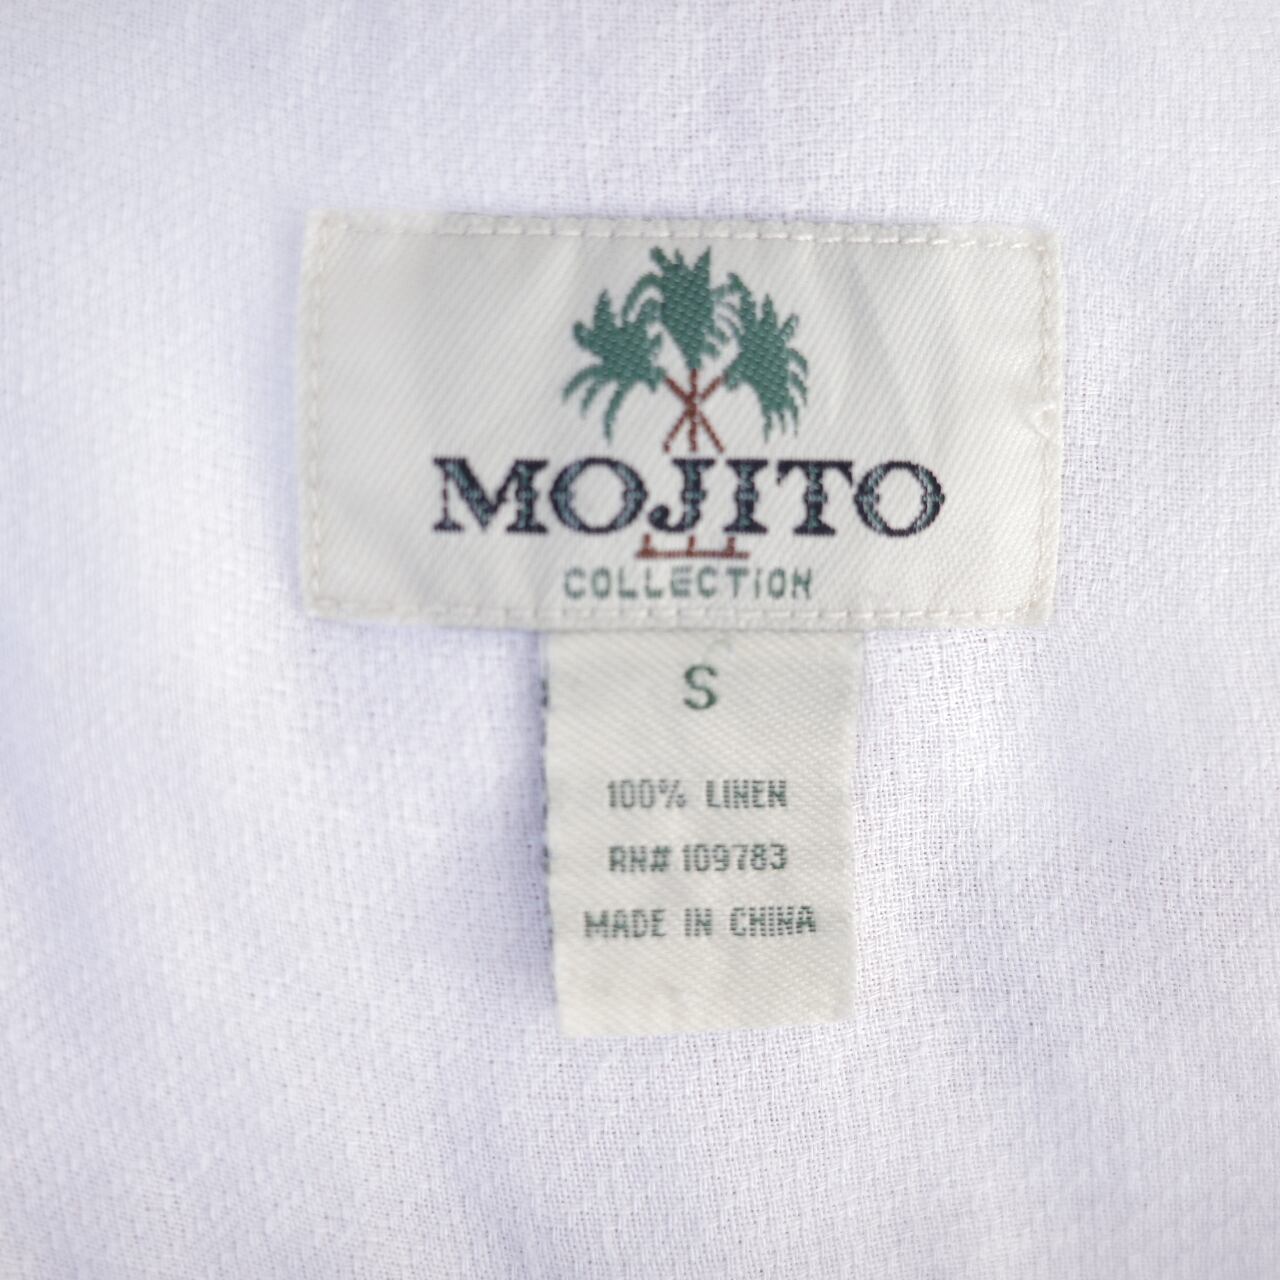 MOJITO
COLLECTION
S
100% LINEN
RN# 109783
MADE IN CHINA